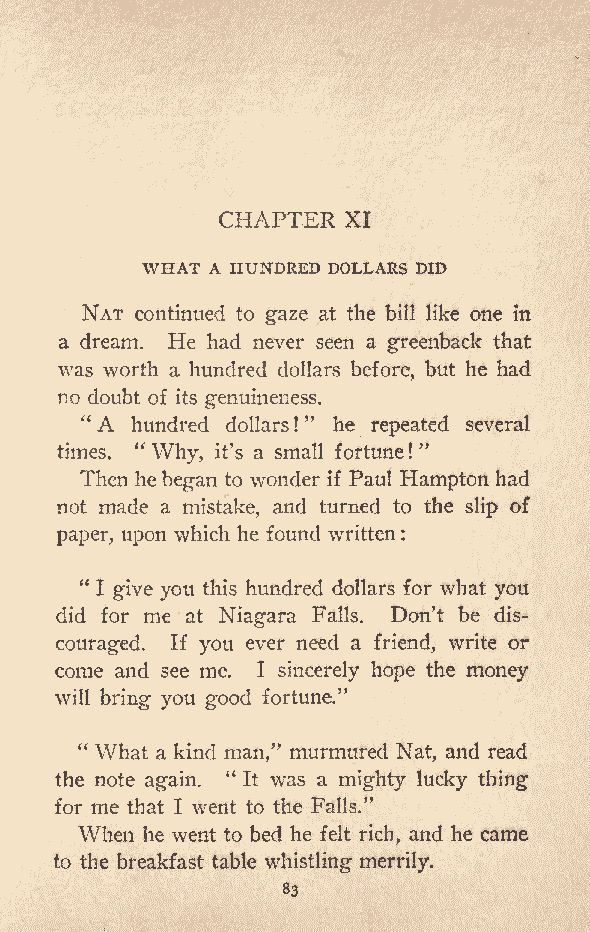 CHAPTER XI
WHAT A HUNDRED DOLLARS DID
NAT continued to gaze at the bill like one in
a dream. He had never seen a greenback that
was worth a hundred dollars before, but he had
no doubt of its genuineness.
“A hundred dollars!” he repeated several
times. “Why, it's a small fortune!”
Then he began to wonder if Paul Hampton had
not made a mistake, and turned to the slip of
paper, upon which he found written:
“I give you this hundred dollars for what you
did for me at Niagara Falls. Don't be dis-
couraged. If you ever need a friend, write or
come and see me. I sincerely hope the money
will bring you good fortune.”
“What a kind man,” murmured Nat, and read
the note again. “It was a mighty lucky thing
for me that I went to the Falls.”
When he went to bed he felt rich, and he came
to the breakfast table whistling merrily.
83